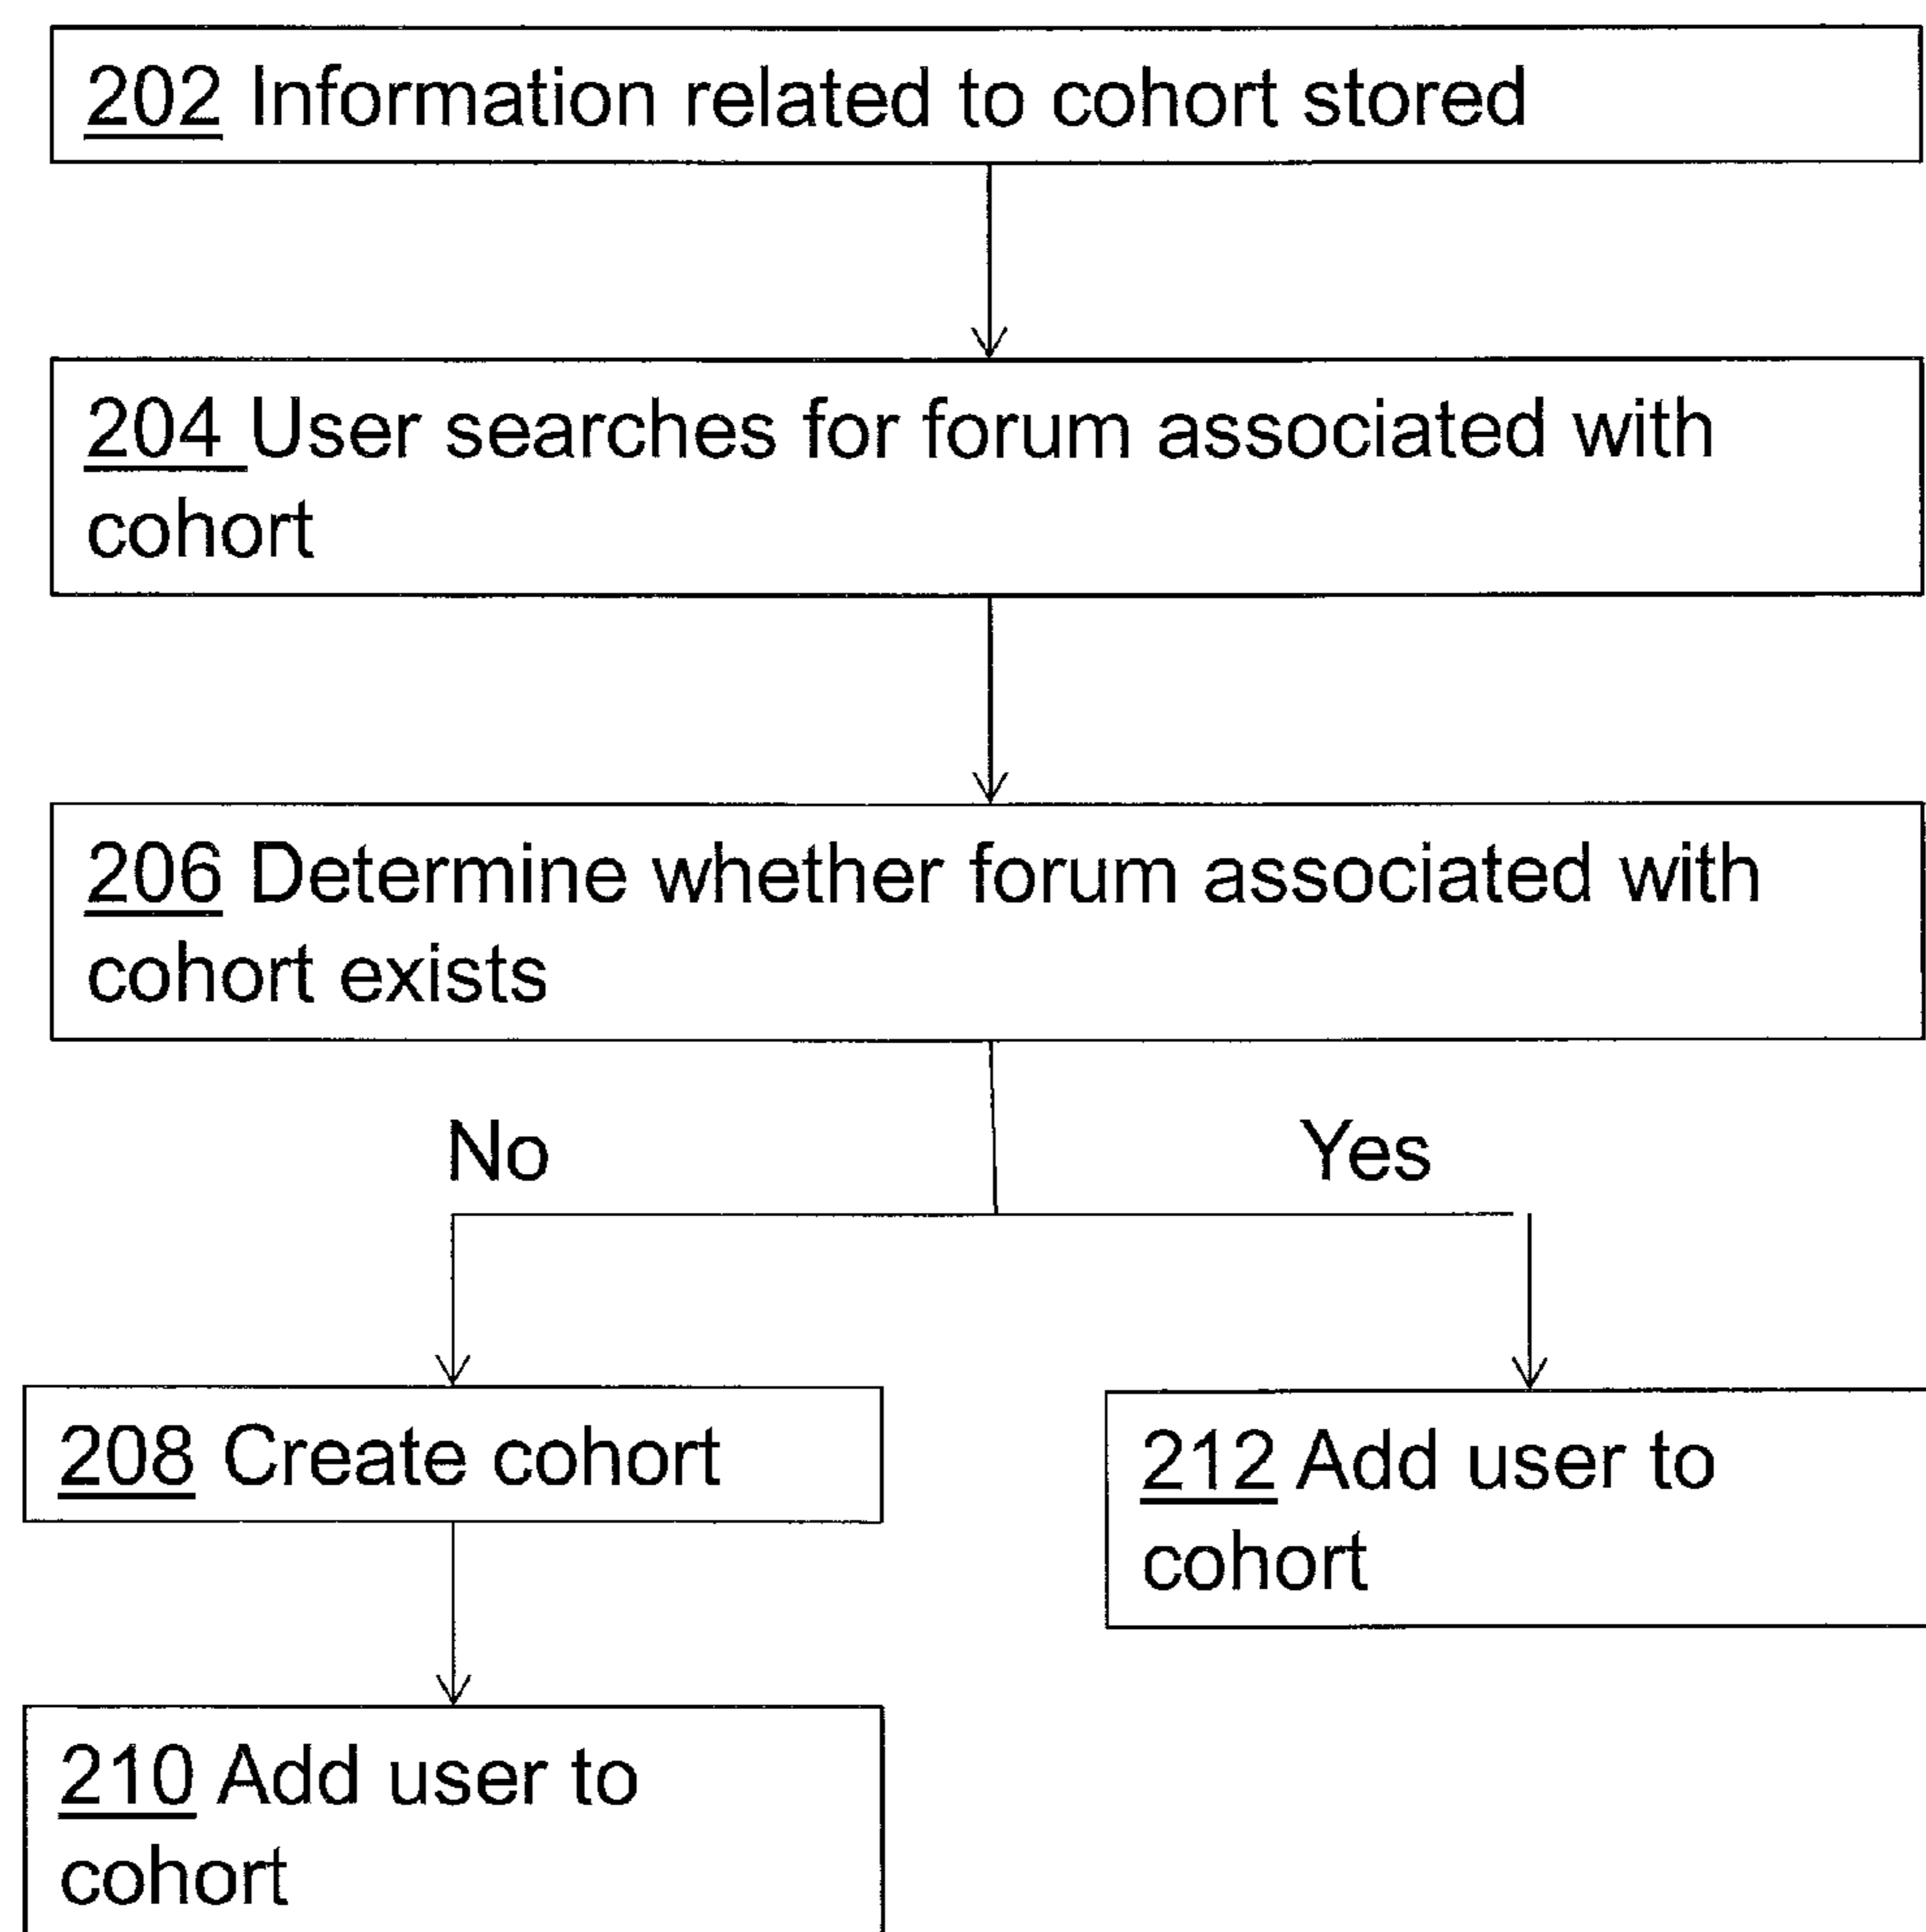 202 Information related to cohort stored
204 User searches for forum associated with
cohort
206 Determine whether forum associated with
cohort exists
No
Yes
208 Create cohort
212 Add user to
cohort
210 Add user to
cohort